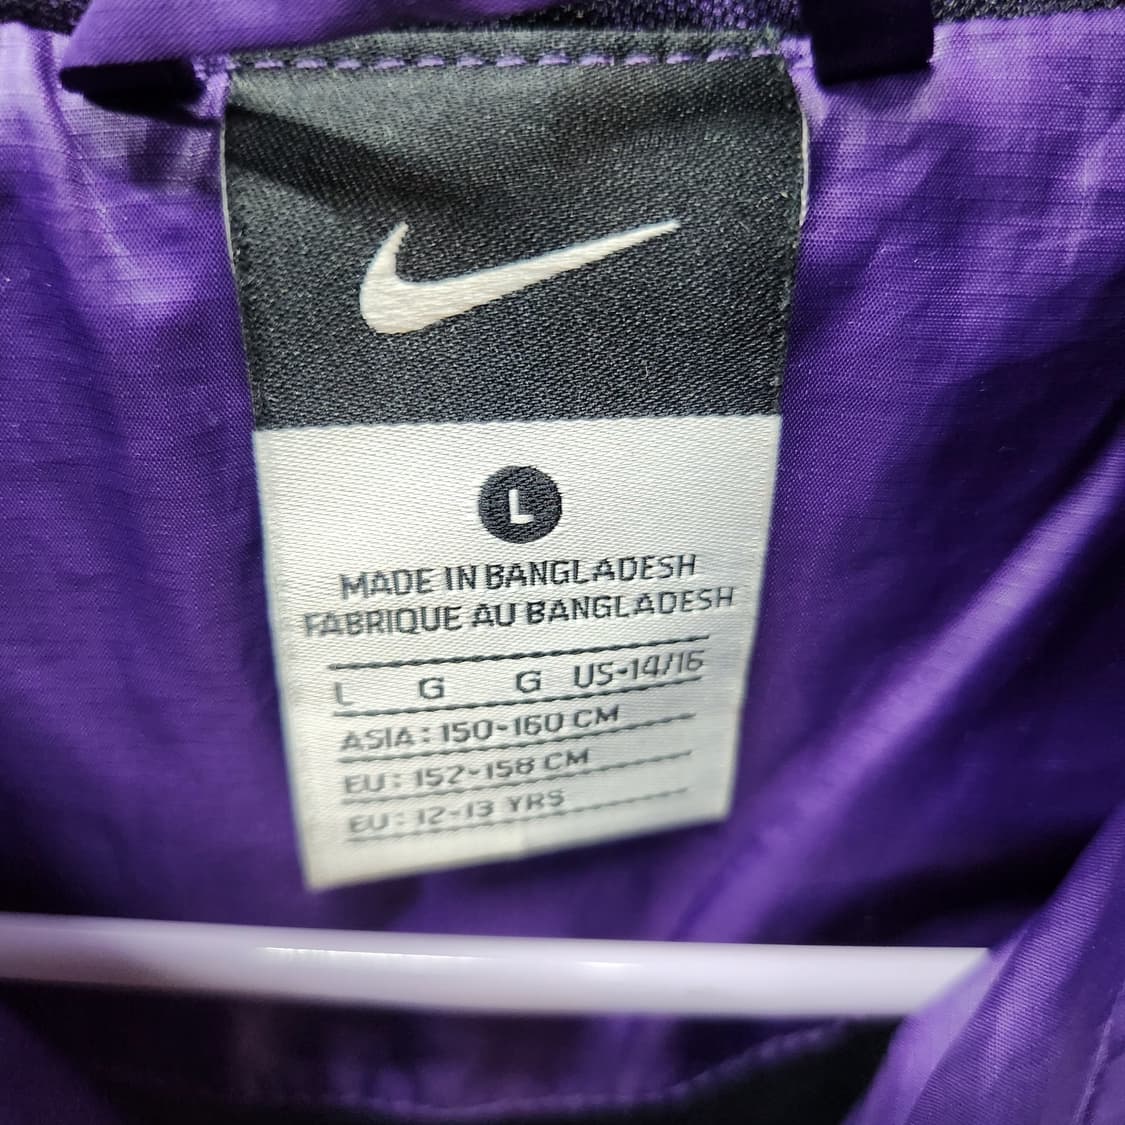 L
MADE IN BANGLADESH
FABRIQUE AU BANGLADESH
L G G US-14/16
ASIA: 150-160 CM
EU: 152-158 CM
EU: 12-13 YRS